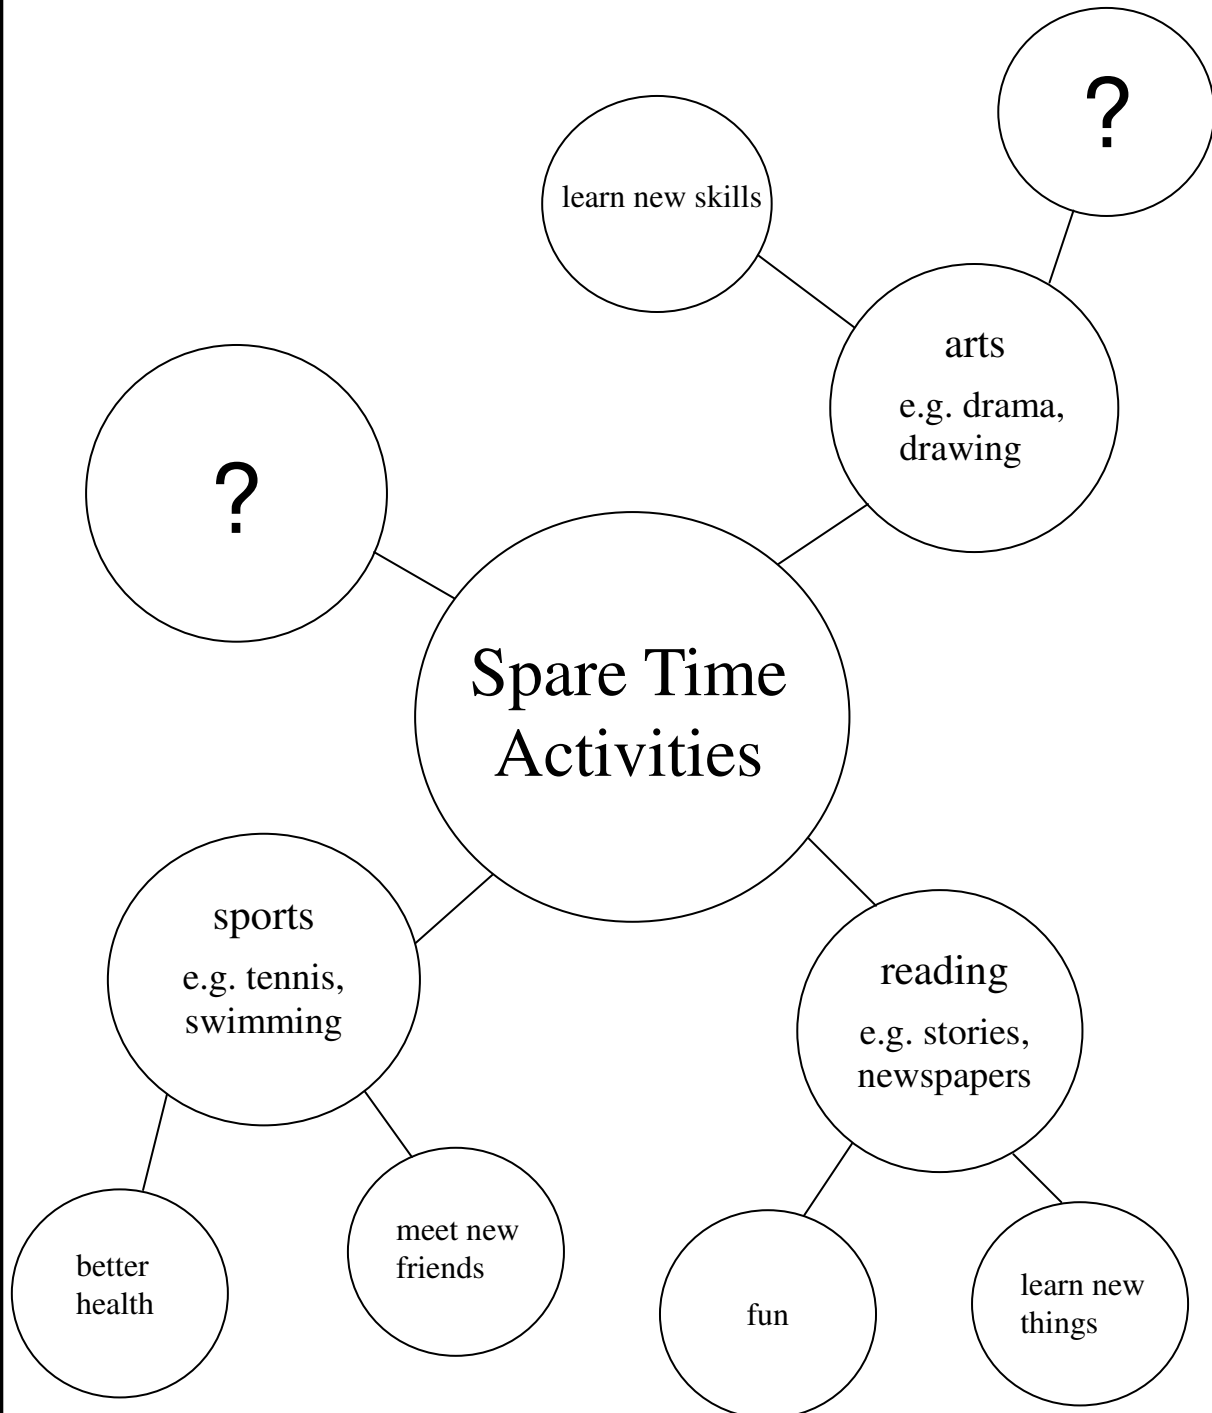 ?
learn new skills
arts
e.g. drama,
drawing
?
Spare Time
Activities
sports
e.g. tennis,
swimming
reading
e.g. stories,
newspapers
meet new
friends
better
health
fun
learn new
things